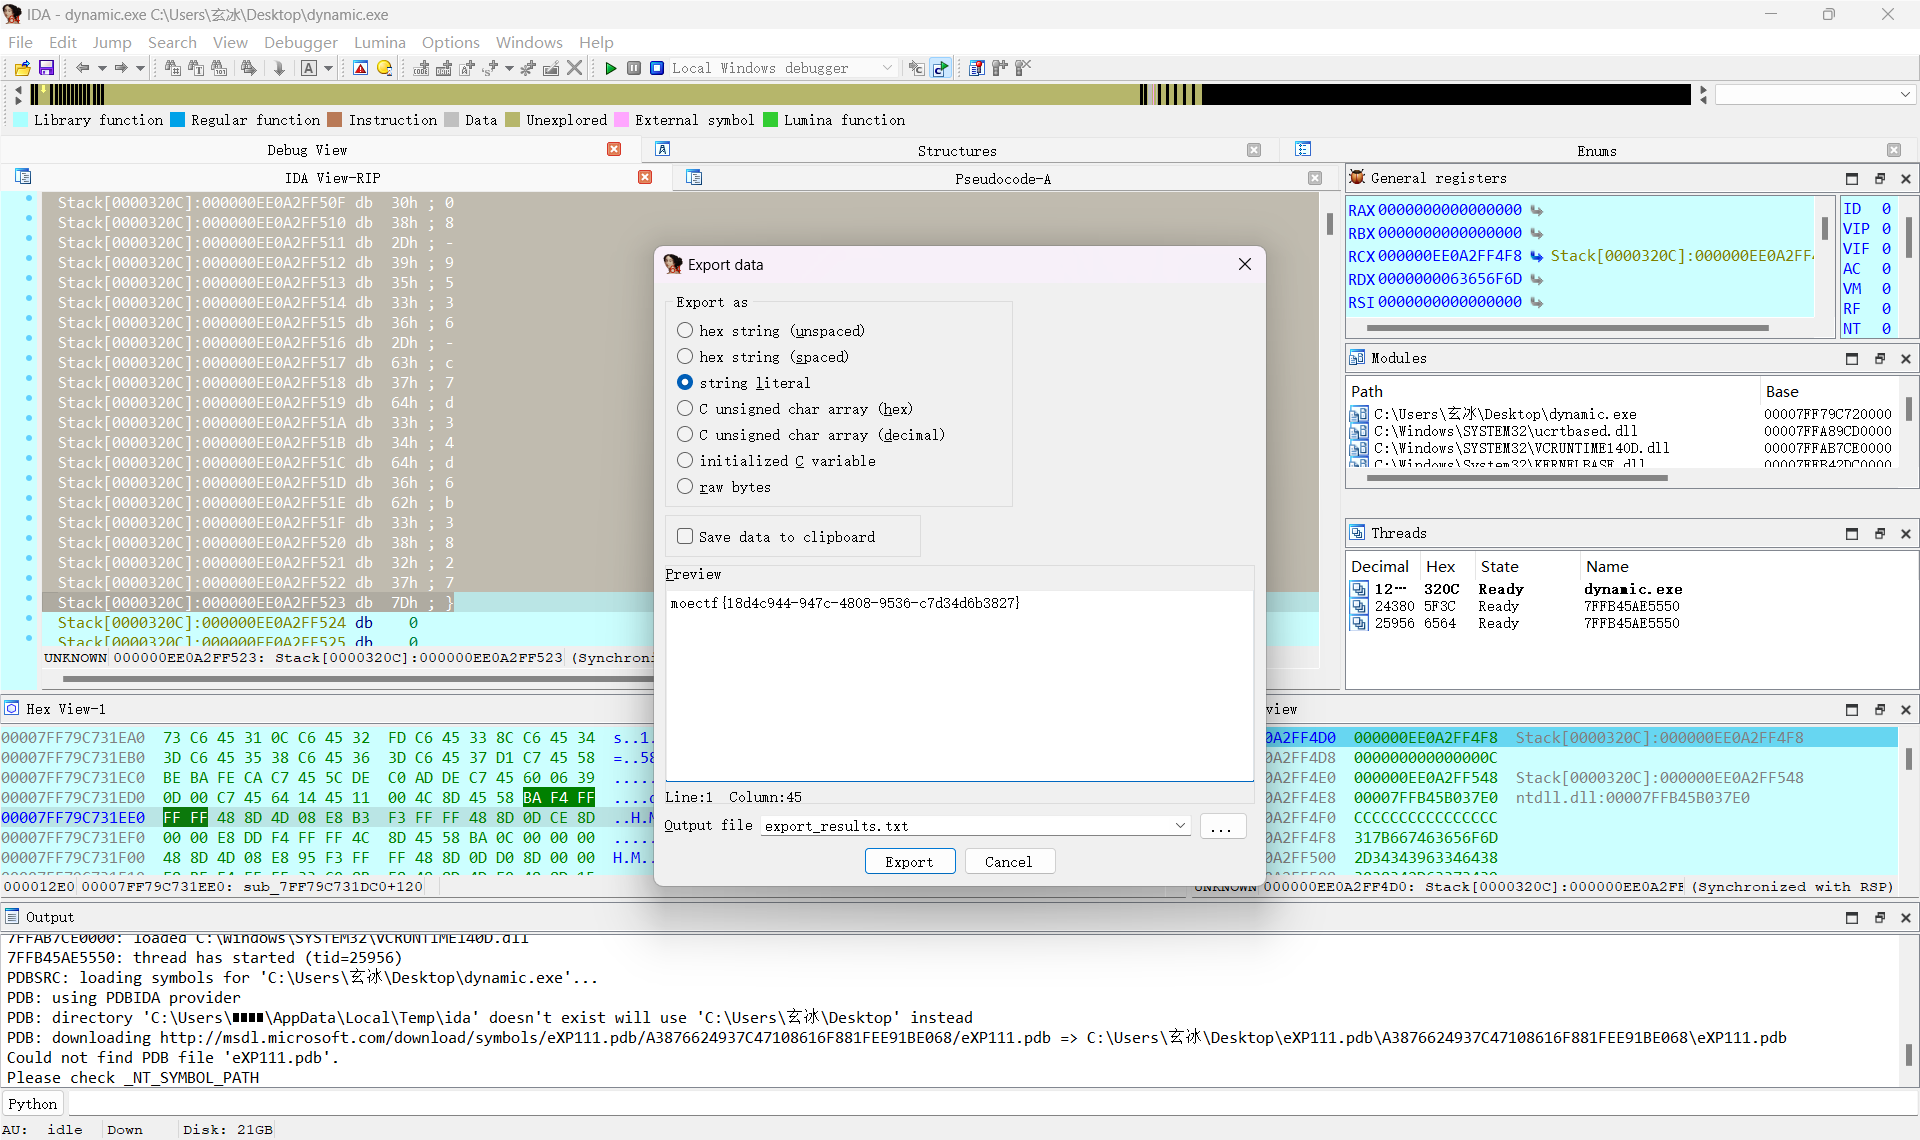 IDA - dynamic.exe C:\Users\玄冰\Desktop\dynamic.exe
File Edit Jump Search View Debugger Lumina Options Windows Help
Local Windows debugger
Library function Regular function Instruction Data Unexplored External symbol Lumina function
Debug View
Structures
Enums
IDA View-RIP
Pseudocode-A
Stack[0000320C]:000000EE0A2FF50F db 30h ; 0
Stack[0000320C]:000000EE0A2FF510 db 38h ; 8
Stack[0000320C]:000000EE0A2FF511 db 2Dh ; -
Stack[0000320C]:000000EE0A2FF512 db 39h ; 9
Stack[0000320C]:000000EE0A2FF513 db 35h ; 5
Stack[0000320C]:000000EE0A2FF514 db 33h ; 3
Stack[0000320C]:000000EE0A2FF515 db 36h ; 6
Stack[0000320C]:000000EE0A2FF516 db 2Dh ; -
Stack[0000320C]:000000EE0A2FF517 db 63h ; c
Stack[0000320C]:000000EE0A2FF518 db 37h ; 7
Stack[0000320C]:000000EE0A2FF519 db 64h ; d
Stack[0000320C]:000000EE0A2FF51A db 33h ; 3
Stack[0000320C]:000000EE0A2FF51B db 34h ; 4
Stack[0000320C]:000000EE0A2FF51C db 64h ; d
Stack[0000320C]:000000EE0A2FF51D db 36h ; 6
Stack[0000320C]:000000EE0A2FF51E db 62h ; b
Stack[0000320C]:000000EE0A2FF51F db 33h ; 3
Stack[0000320C]:000000EE0A2FF520 db 38h ; 8
Stack[0000320C]:000000EE0A2FF521 db 32h ; 2
Stack[0000320C]:000000EE0A2FF522 db 37h ; 7
Stack[0000320C]:000000EE0A2FF523 db 7Dh ; }
Stack[0000320C]:000000EE0A2FF524 db 0
Stack[0000320C]:000000EE0A2FF525 db 0
UNKNOWN 000000EE0A2FF523: Stack[0000320C]:000000EE0A2FF523 (Synchroni
Export data
Export as
hex string (unspaced)
hex string (spaced)
string literal
C unsigned char array (hex)
C unsigned char array (decimal)
initialized C variable
raw bytes
Save data to clipboard
Preview
moectf{18d4c944-947c-4808-9536-c7d34d6b3827}
Line:1 Column:45
Output file export_results.txt ...
Export Cancel
General registers
RAX 0000000000000000
RBX 0000000000000000
RCX 000000EE0A2FF4F8 Stack[0000320C]:000000EE0A2FF
RDX 0000000063656F6D
RSI 0000000000000000
ID 0
VIP 0
VIF 0
AC 0
VM 0
RF 0
NT 0
Modules
Path Base
C:\Users\玄冰\Desktop\dynamic.exe 00007FF79C720000
C:\Windows\SYSTEM32\ucrtbased.dll 00007FFA89CD0000
C:\Windows\SYSTEM32\VCRUNTIME140D.dll 00007FFAB7CE0000
C:\Windows\System32\KERNELBASE.dll 00007FFB42DC0000
Threads
Decimal Hex State Name
12… 320C Ready dynamic.exe
24380 5F3C Ready 7FFB45AE5550
25956 6564 Ready 7FFB45AE5550
Hex View-1
00007FF79C731EA0 73 C6 45 31 0C C6 45 32 FD C6 45 33 8C C6 45 34 s..1.
00007FF79C731EB0 3D C6 45 35 38 C6 45 36 3D C6 45 37 D1 C7 45 58 =..58
00007FF79C731EC0 BE BA FE CA C7 45 5C DE C0 AD DE C7 45 60 06 39 .....
00007FF79C731ED0 0D 00 C7 45 64 14 45 11 00 4C 8D 45 58 BA F4 FF ....d
00007FF79C731EE0 FF FF 48 8D 4D 08 E8 B3 F3 FF FF 48 8D 0D CE 8D ..H.M
00007FF79C731EF0 00 00 E8 DD F4 FF FF 4C 8D 45 58 BA 0C 00 00 00 .....
00007FF79C731F00 48 8D 4D 08 E8 95 F3 FF FF 48 8D 0D D0 8D 00 00 H.M..
000012E0 00007FF79C731EE0: sub_7FF79C731DC0+120
view
0A2FF4D0 000000EE0A2FF4F8 Stack[0000320C]:000000EE0A2FF4F8
0A2FF4D8 000000000000000C
0A2FF4E0 000000EE0A2FF548 Stack[0000320C]:000000EE0A2FF548
0A2FF4E8 00007FFB45B037E0 ntdll.dll:00007FFB45B037E0
0A2FF4F0 CCCCCCCCCCCCCCCC
0A2FF4F8 317B667463656F6D
0A2FF500 2D34343963346438
UNKNOWN 000000EE0A2FF4D0: Stack[0000320C]:000000EE0A2FF (Synchronized with RSP)
Output
7FFAB7CE0000: loaded C:\Windows\SYSTEM32\VCRUNTIME140D.dll
7FFB45AE5550: thread has started (tid=25956)
PDBSRC: loading symbols for 'C:\Users\玄冰\Desktop\dynamic.exe'...
PDB: using PDBIDA provider
PDB: directory 'C:\Users\■■■■\AppData\Local\Temp\ida' doesn't exist will use 'C:\Users\玄冰\Desktop' instead
PDB: downloading http://msdl.microsoft.com/download/symbols/eXP111.pdb/A3876624937C47108616F881FEE91BE068/eXP111.pdb => C:\Users\玄冰\Desktop\eXP111.pdb\A3876624937C47108616F881FEE91BE068\eXP111.pdb
Could not find PDB file 'eXP111.pdb'.
Please check _NT_SYMBOL_PATH
Python
AU: idle Down Disk: 21GB